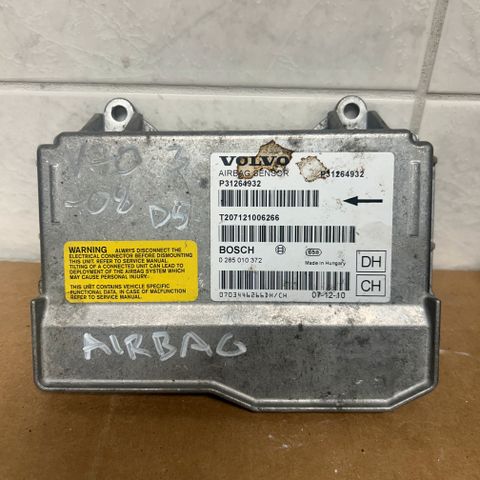 -08 D5
VOLVO
AIRBAG SENSOR P31264932
P31264932
T207121006266
BOSCH
0 285 010 372
Made in Hungary
DH
CH
0703446266DH/CH 07-12-10
WARNING ALWAYS DISCONNECT THE
ELECTRICAL CONNECTOR BEFORE DISMOUNTING
THIS UNIT. REFER TO SERVICE MANUAL.
TILTING OF A CONNECTED UNIT CAN LEAD TO
DEPLOYMENT OF THE AIRBAG SYSTEM WHICH
MAY CAUSE PERSONAL INJURY.
THIS UNIT CONTAINS VEHICLE SPECIFIC
FUNCTIONAL DATA. IN CASE OF MALFUNCTION
REFER TO SERVICE MANUAL.
AIRBAG